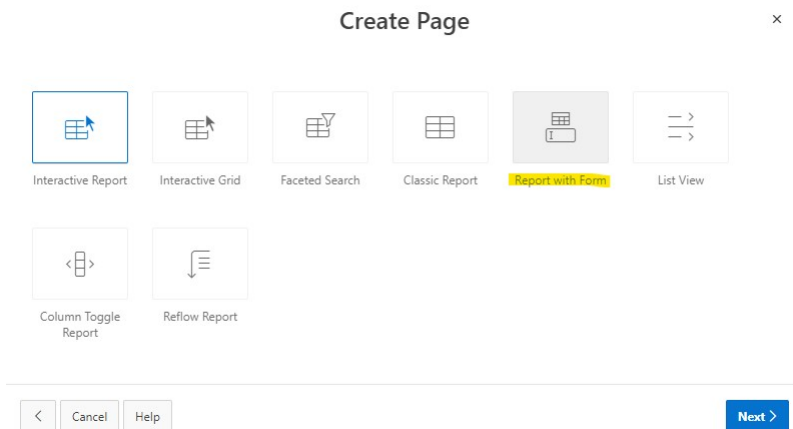 Create Page
Interactive Report
Interactive Grid
Faceted Search
Classic Report
Report with Form
List View
Column Toggle
Report
Reflow Report
Cancel
Help
Next